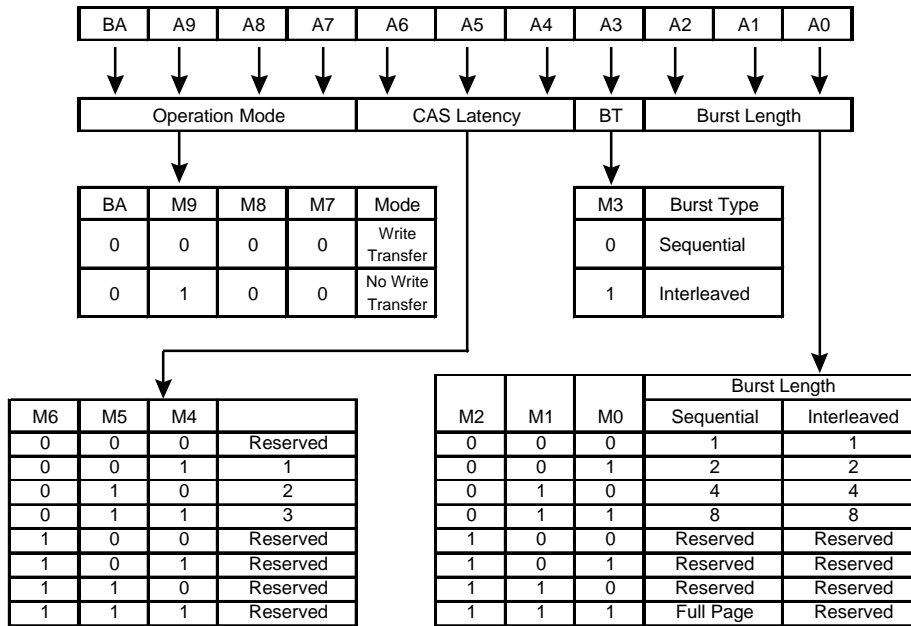 BA A9 A8 A7 A6 A5 A4 A3 A2 A1 A0
Operation Mode CAS Latency BT Burst Length
BA M9 M8 M7 Mode
0 0 0 0 Write Transfer
0 1 0 0 No Write Transfer
M3 Burst Type
0 Sequential
1 Interleaved
M6 M5 M4
0 0 0 Reserved
0 0 1 1
0 1 0 2
0 1 1 3
1 0 0 Reserved
1 0 1 Reserved
1 1 0 Reserved
1 1 1 Reserved
Burst Length
M2 M1 M0 Sequential Interleaved
0 0 0 1 1
0 0 1 2 2
0 1 0 4 4
0 1 1 8 8
1 0 0 Reserved Reserved
1 0 1 Reserved Reserved
1 1 0 Reserved Reserved
1 1 1 Full Page Reserved